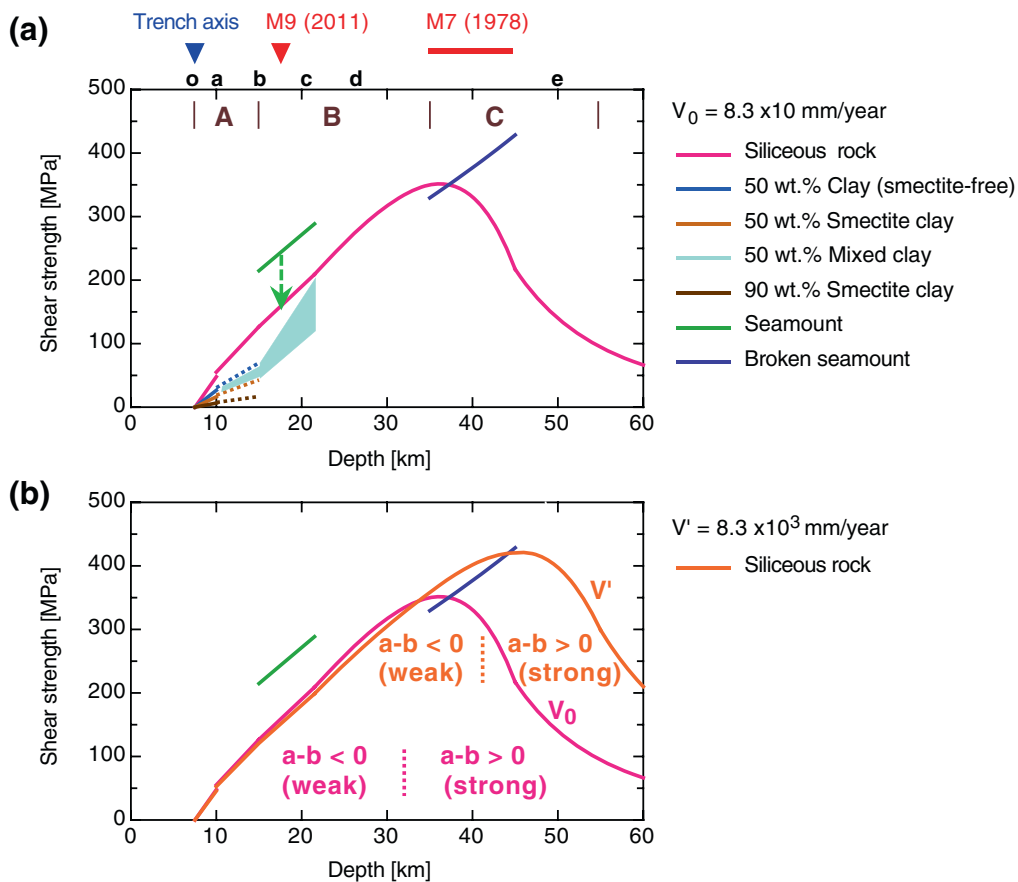 (a)
Trench axis
M9 (2011)
M7 (1978)
o a b c d e
A B C
500
400
300
200
100
0
Shear strength [MPa]
0 10 20 30 40 50 60
Depth [km]
V0 = 8.3 x10 mm/year
Siliceous rock
50 wt.% Clay (smectite-free)
50 wt.% Smectite clay
50 wt.% Mixed clay
90 wt.% Smectite clay
Seamount
Broken seamount
(b)
500
400
300
200
100
0
Shear strength [MPa]
V'
a-b < 0
(weak)
a-b > 0
(strong)
V0
a-b < 0
(weak)
a-b > 0
(strong)
0 10 20 30 40 50 60
Depth [km]
V' = 8.3 x10³ mm/year
Siliceous rock